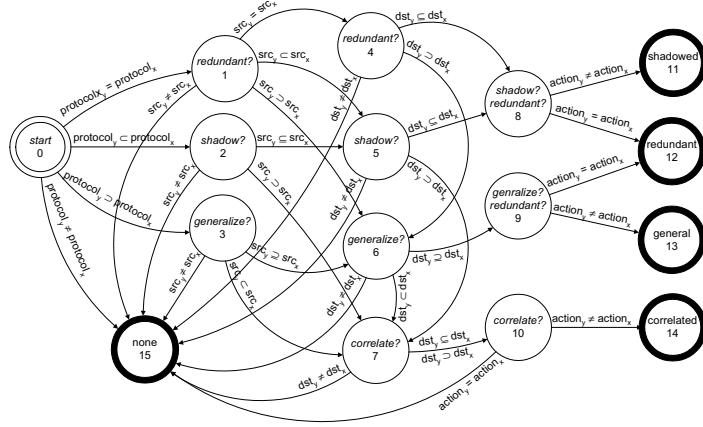 start
0
redundant?
1
shadow?
2
generalize?
3
redundant?
4
shadow?
5
generalize?
6
correlate?
7
shadow?
redundant?
8
genralize?
redundant?
9
correlate?
10
shadowed
11
redundant
12
general
13
correlated
14
none
15
protocolx_y = protocol_x
protocol_y ⊂ protocol_x
protocol_y ⊃ protocol_x
protocol_y ≠ protocol_x
src_y = src_x
src_y ⊂ src_x
src_y ⊃ src_x
src_y ≠ src_x
src_y ⊆ src_x
src_y ⊃ src_x
src_y ≠ src_x
src_y ⊇ src_x
src_y ⊂ src_x
src_y ≠ src_x
dst_y ⊆ dst_x
dst_y ⊃ dst_x
dst_y ≠ dst_x
dst_y ⊆ dst_x
dst_y ⊃ dst_x
dst_y ≠ dst_x
dst_y ⊇ dst_x
dst_y ⊂ dst_x
dst_y ≠ dst_x
dst_y ⊆ dst_x
dst_y ⊃ dst_x
dst_y ≠ dst_x
action_y ≠ action_x
action_y = action_x
action_y = action_x
action_y ≠ action_x
action_y ≠ action_x
action_y = action_x